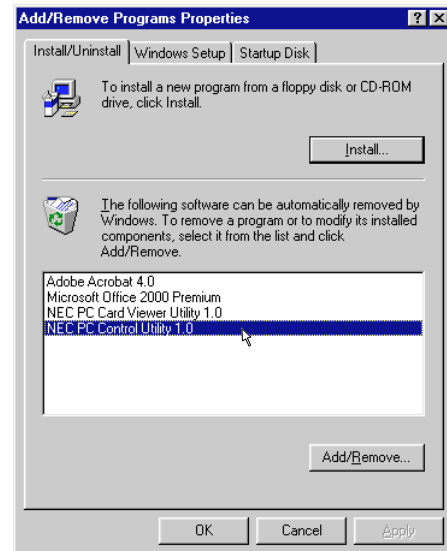 Add/Remove Programs Properties
Install/Uninstall Windows Setup Startup Disk
To install a new program from a floppy disk or CD-ROM
drive, click Install.
Install...
The following software can be automatically removed by
Windows. To remove a program or to modify its installed
components, select it from the list and click
Add/Remove.
Adobe Acrobat 4.0
Microsoft Office 2000 Premium
NEC PC Card Viewer Utility 1.0
NEC PC Control Utility 1.0
Add/Remove...
OK Cancel Apply